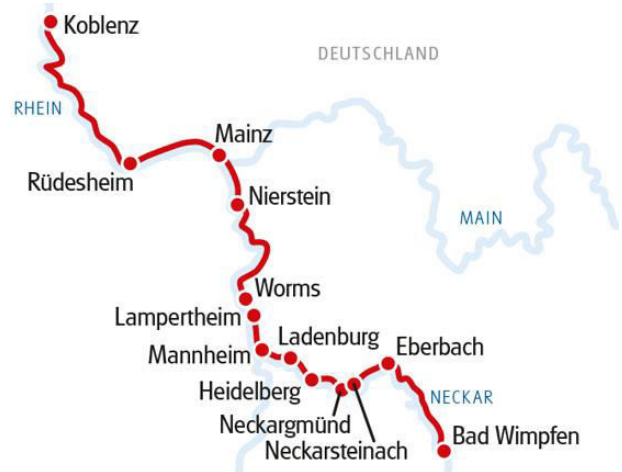 Koblenz
DEUTSCHLAND
RHEIN
Mainz
Rüdesheim
Nierstein
MAIN
Worms
Lampertheim
Ladenburg
Mannheim
Eberbach
Heidelberg
NECKAR
Neckargmünd
Bad Wimpfen
Neckarsteinach